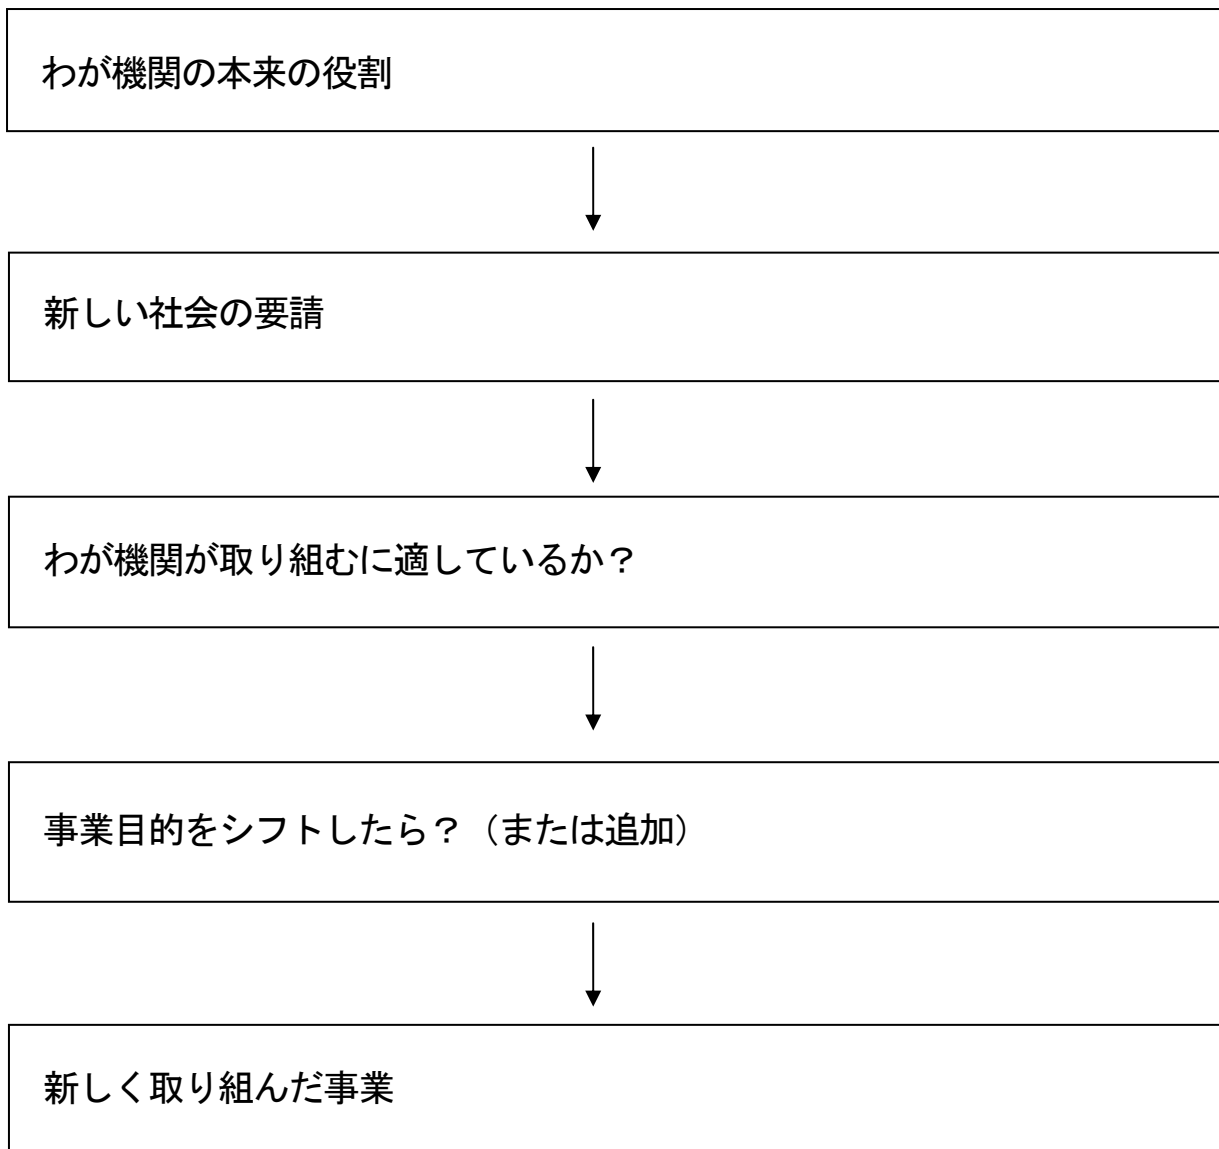 わが機関の本来の役割
新しい社会の要請
わが機関が取り組むに適しているか？
事業目的をシフトしたら？（または追加）
新しく取り組んだ事業